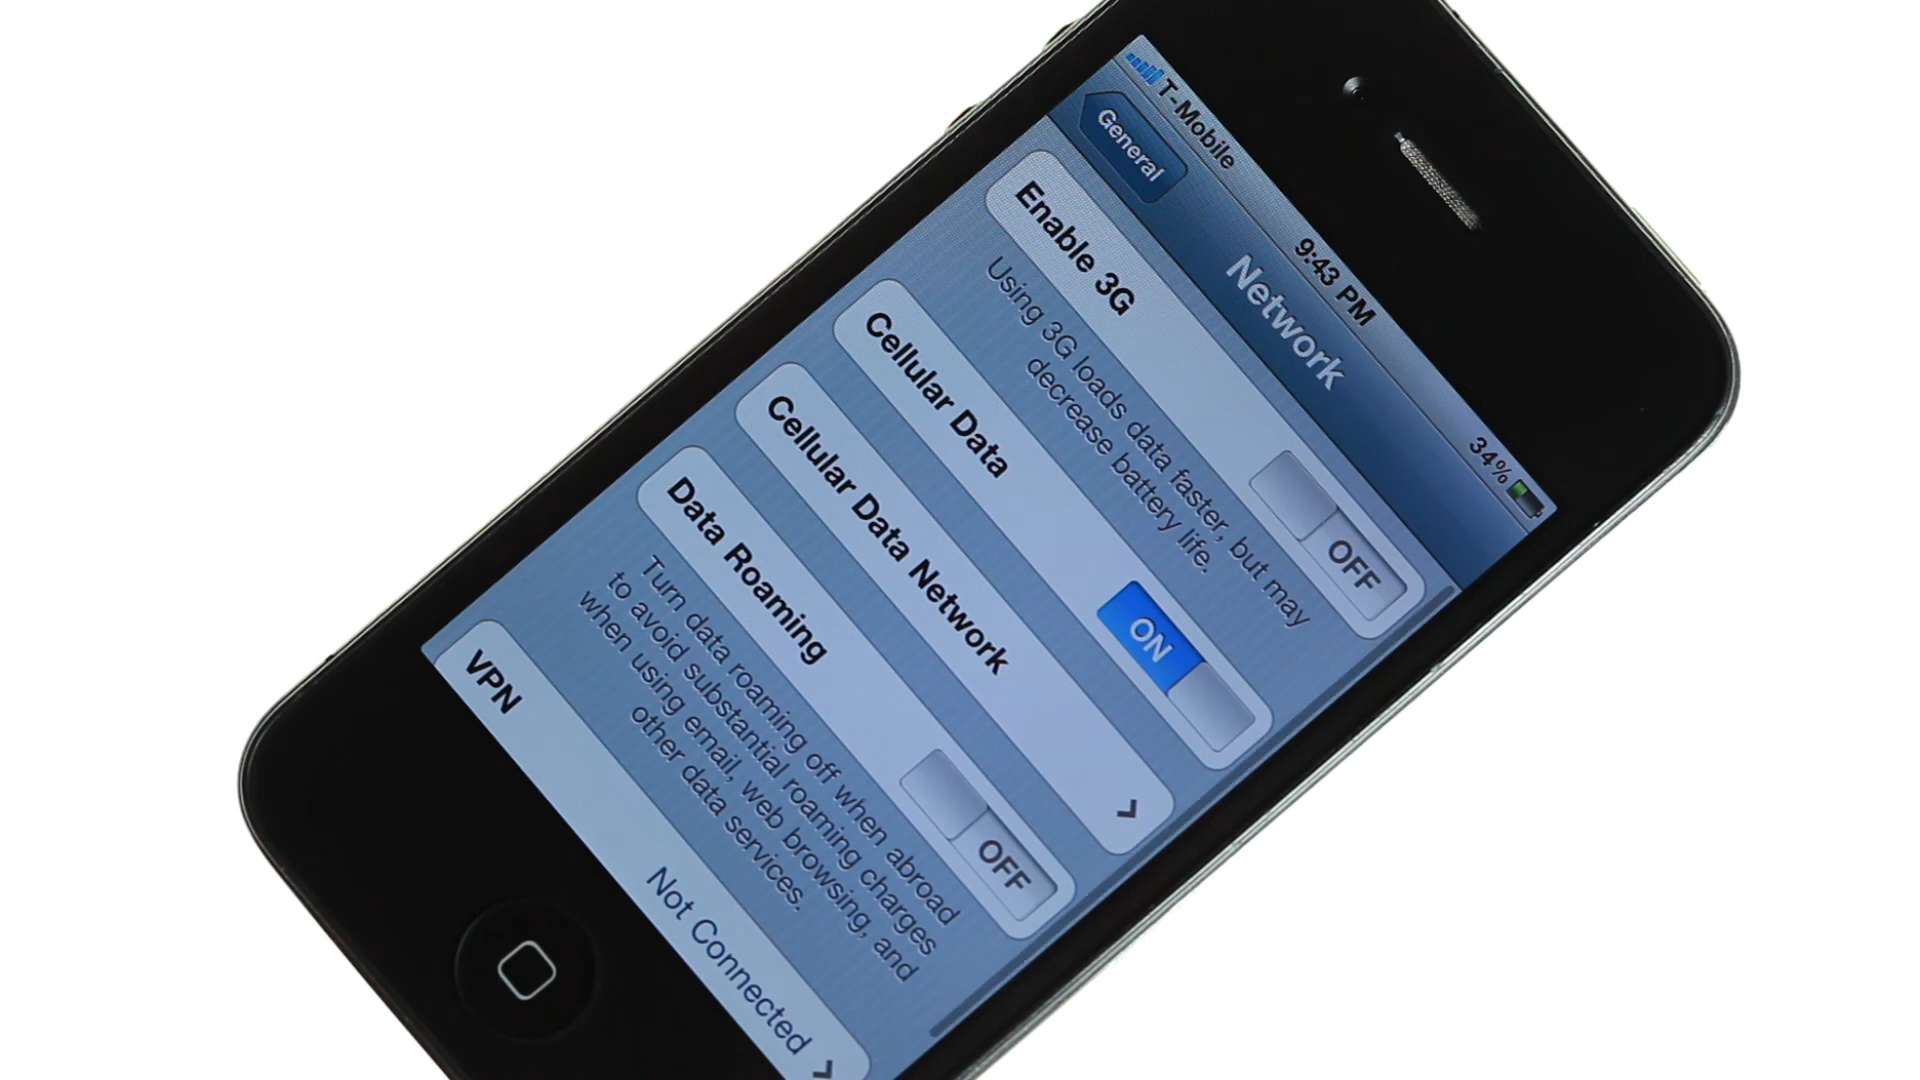 T-Mobile 9:43 PM 34%
General Network
Enable 3G OFF
Using 3G loads data faster, but may
decrease battery life.
Cellular Data ON
Cellular Data Network
Data Roaming OFF
Turn data roaming off when abroad
to avoid substantial roaming charges
when using email, web browsing, and
other data services.
VPN Not Connected